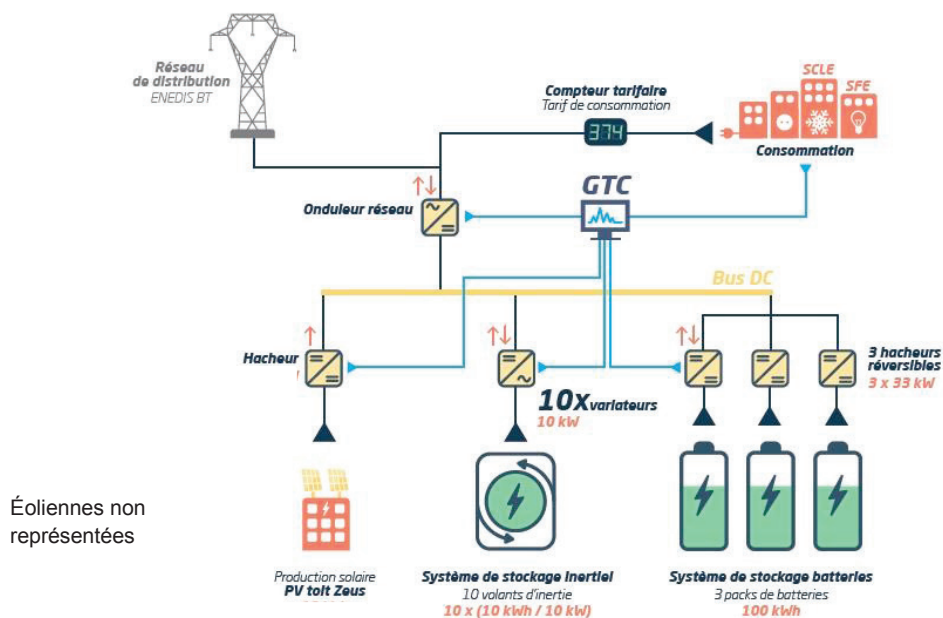 Réseau
de distribution
ENEDIS BT
Compteur tarifaire
Tarif de consommation
374
SCLE
SFE
Consommation
GTC
Onduleur réseau
Bus DC
Hacheur
10x variateurs
10 kW
3 hacheurs
réversibles
3 x 33 kW
Éoliennes non
représentées
Production solaire
PV toit Zeus
Système de stockage inertiel
10 volants d'inertie
10 x (10 kWh / 10 kW)
Système de stockage batteries
3 packs de batteries
100 kWh